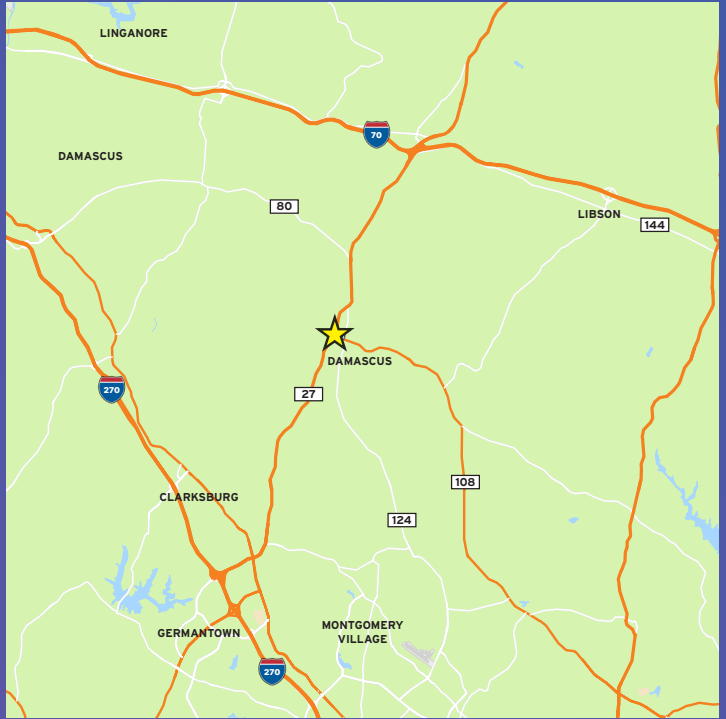 LINGANORE
70
DAMASCUS
80
LIBSON
144
DAMASCUS
270
27
108
CLARKSBURG
124
GERMANTOWN
MONTGOMERY
VILLAGE
270